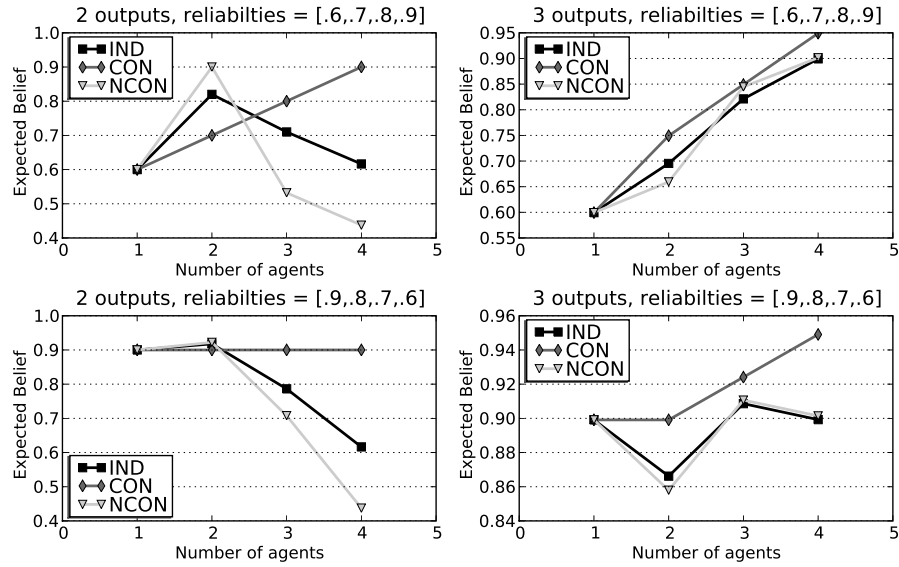 2 outputs, reliabilties = [.6,.7,.8,.9]
1.0
0.9
0.8
0.7
0.6
0.5
0.4
Expected Belief
IND
CON
NCON
0 1 2 3 4 5
Number of agents
3 outputs, reliabilties = [.6,.7,.8,.9]
0.95
0.90
0.85
0.80
0.75
0.70
0.65
0.60
0.55
Expected Belief
IND
CON
NCON
0 1 2 3 4 5
Number of agents
2 outputs, reliabilties = [.9,.8,.7,.6]
1.0
0.9
0.8
0.7
0.6
0.5
0.4
Expected Belief
IND
CON
NCON
0 1 2 3 4 5
Number of agents
3 outputs, reliabilties = [.9,.8,.7,.6]
0.96
0.94
0.92
0.90
0.88
0.86
0.84
Expected Belief
IND
CON
NCON
0 1 2 3 4 5
Number of agents